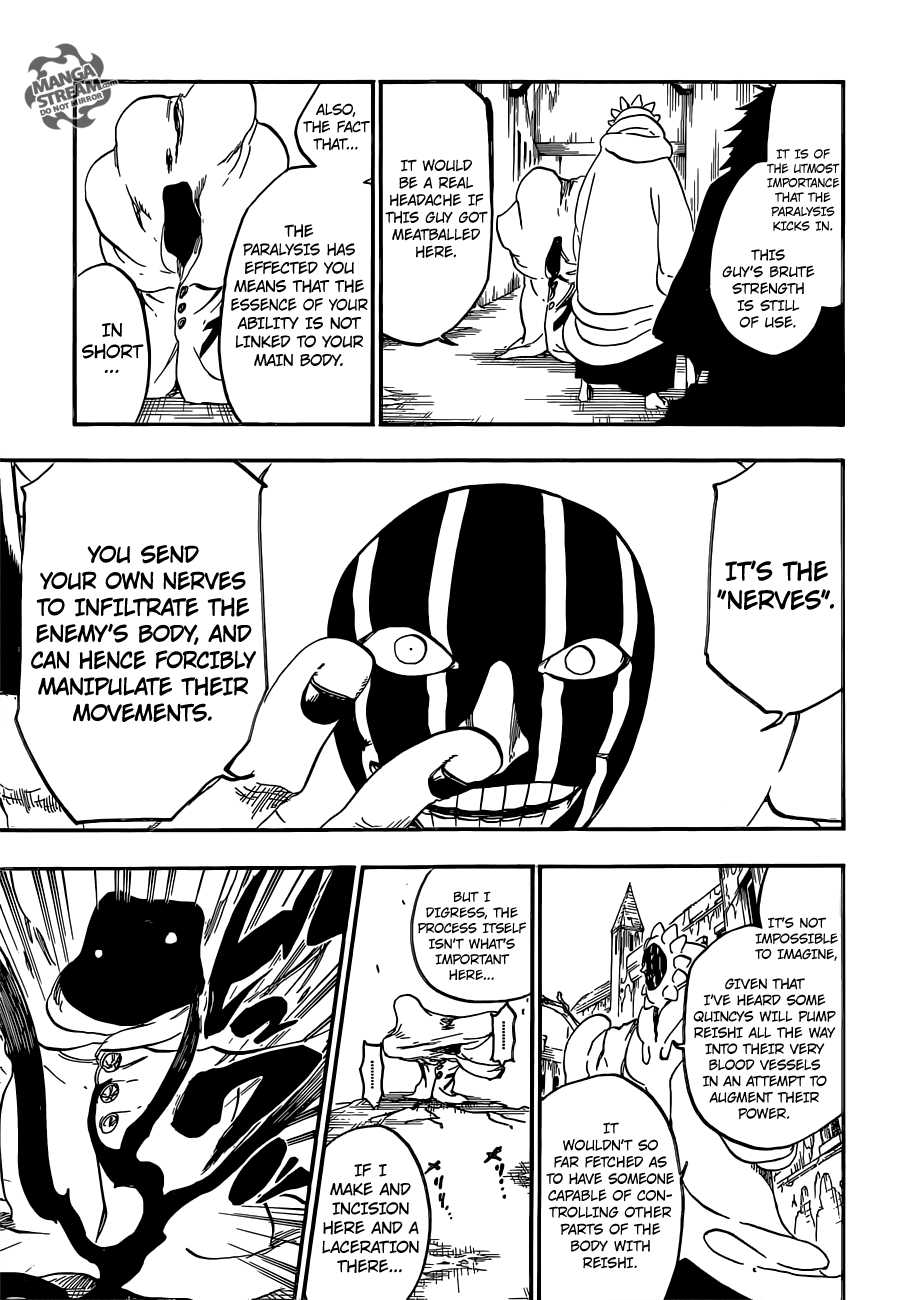 MANGA
STREAM.com
DO NOT MIRROR
IT IS OF
THE UTMOST
IMPORTANCE
THAT THE
PARALYSIS
KICKS IN.
THIS
GUY'S BRUTE
STRENGTH
IS STILL
OF USE.
IT WOULD
BE A REAL
HEADACHE IF
THIS GUY GOT
MEATBALLED
HERE.
ALSO,
THE FACT
THAT...
THE
PARALYSIS HAS
EFFECTED YOU
MEANS THAT THE
ESSENCE OF YOUR
ABILITY IS NOT
LINKED TO YOUR
MAIN BODY.
IN
SHORT
...
IT'S THE
"NERVES".
YOU SEND
YOUR OWN NERVES
TO INFILTRATE THE
ENEMY'S BODY, AND
CAN HENCE FORCIBLY
MANIPULATE THEIR
MOVEMENTS.
IT'S NOT
IMPOSSIBLE
TO IMAGINE,
GIVEN THAT
I'VE HEARD SOME
QUINCYS WILL PUMP
REISHI ALL THE WAY
INTO THEIR VERY
BLOOD VESSELS
IN AN ATTEMPT TO
AUGMENT THEIR
POWER.
IT
WOULDN'T SO
FAR FETCHED AS
TO HAVE SOMEONE
CAPABLE OF CON-
TROLLING OTHER
PARTS OF THE
BODY WITH
REISHI.
BUT I
DIGRESS, THE
PROCESS ITSELF
ISN'T WHAT'S
IMPORTANT
HERE...
IF I
MAKE AND
INCISION
HERE AND A
LACERATION
THERE...